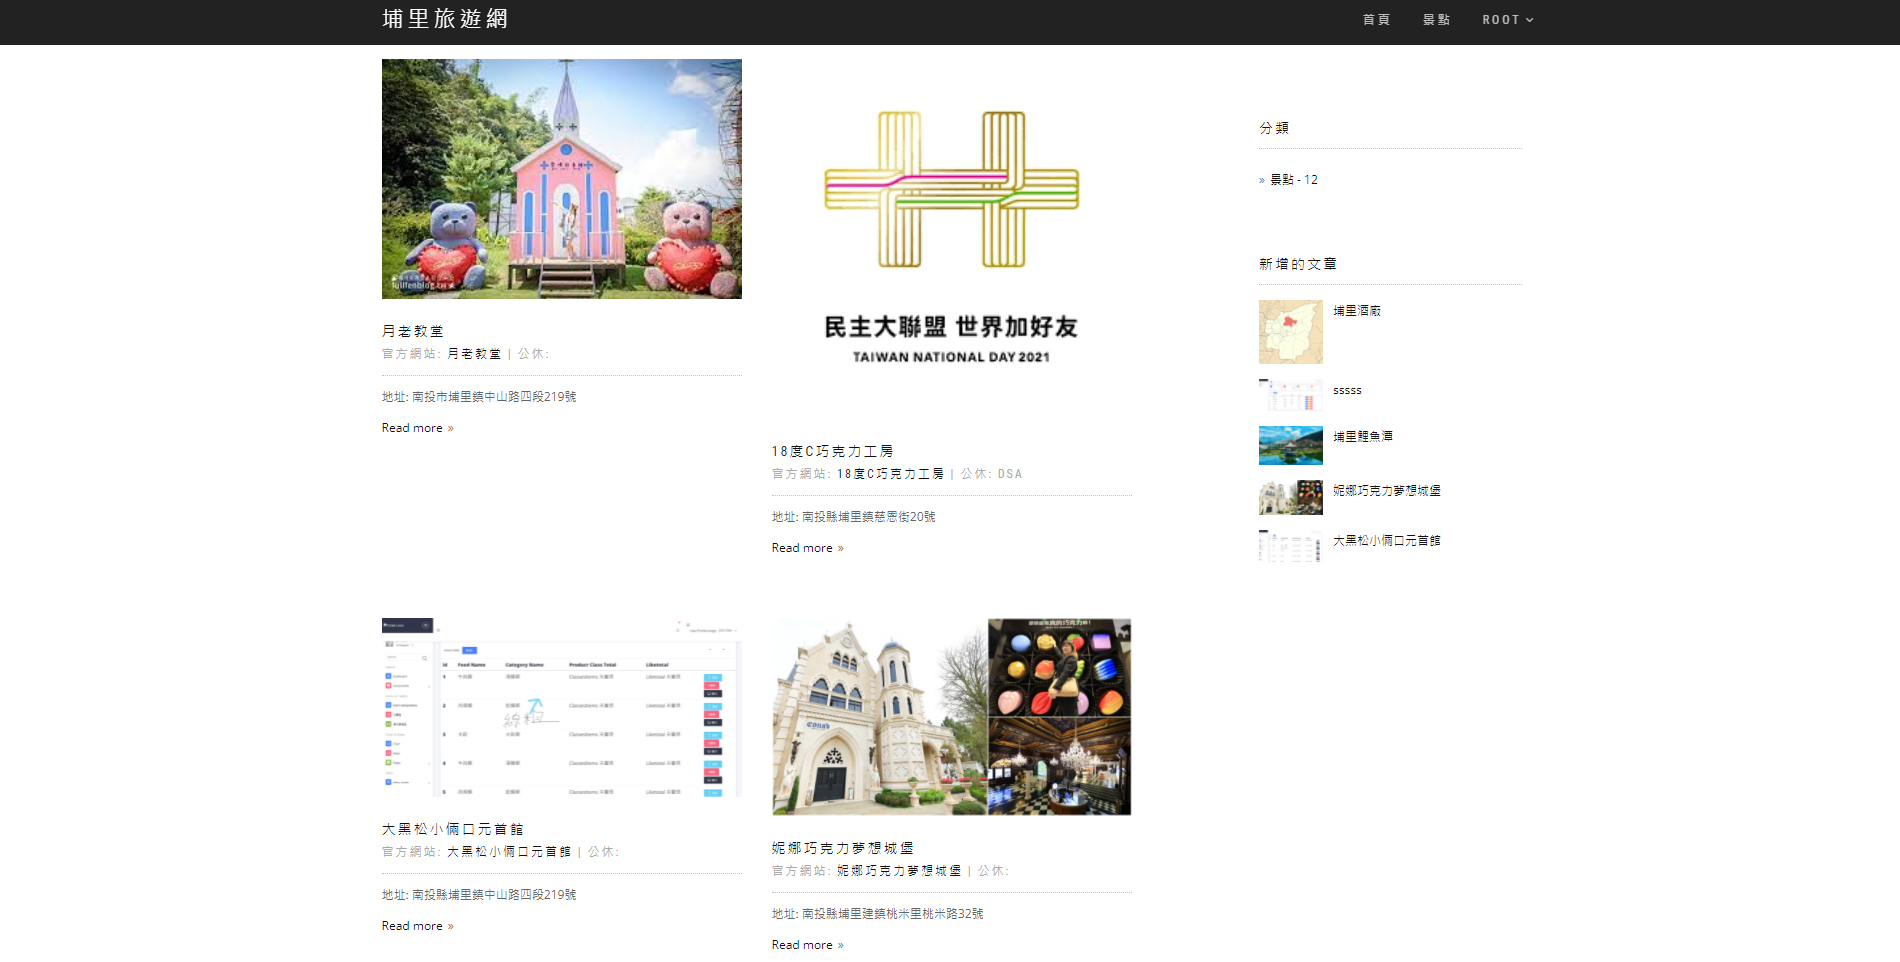 埔里旅遊網
首頁
景點
ROOT
月老教堂
官方網站: 月老教堂 | 公休:
地址: 南投市埔里鎮中山路四段219號
Read more »
民主大聯盟 世界加好友
TAIWAN NATIONAL DAY 2021
18度C巧克力工房
官方網站: 18度C巧克力工房 | 公休: DSA
地址: 南投縣埔里鎮慈恩街20號
Read more »
Id Food Name Category Name Product Class Total Liketotal
大黑松小倆口元首館
官方網站: 大黑松小倆口元首館 | 公休:
地址: 南投縣埔里鎮中山路四段219號
Read more »
妮娜巧克力夢想城堡
官方網站: 妮娜巧克力夢想城堡 | 公休:
地址: 南投縣埔里建鎮桃米里桃米路32號
Read more »
分類
» 景點 - 12
新增的文章
埔里酒廠
sssss
埔里鯉魚潭
妮娜巧克力夢想城堡
大黑松小倆口元首館